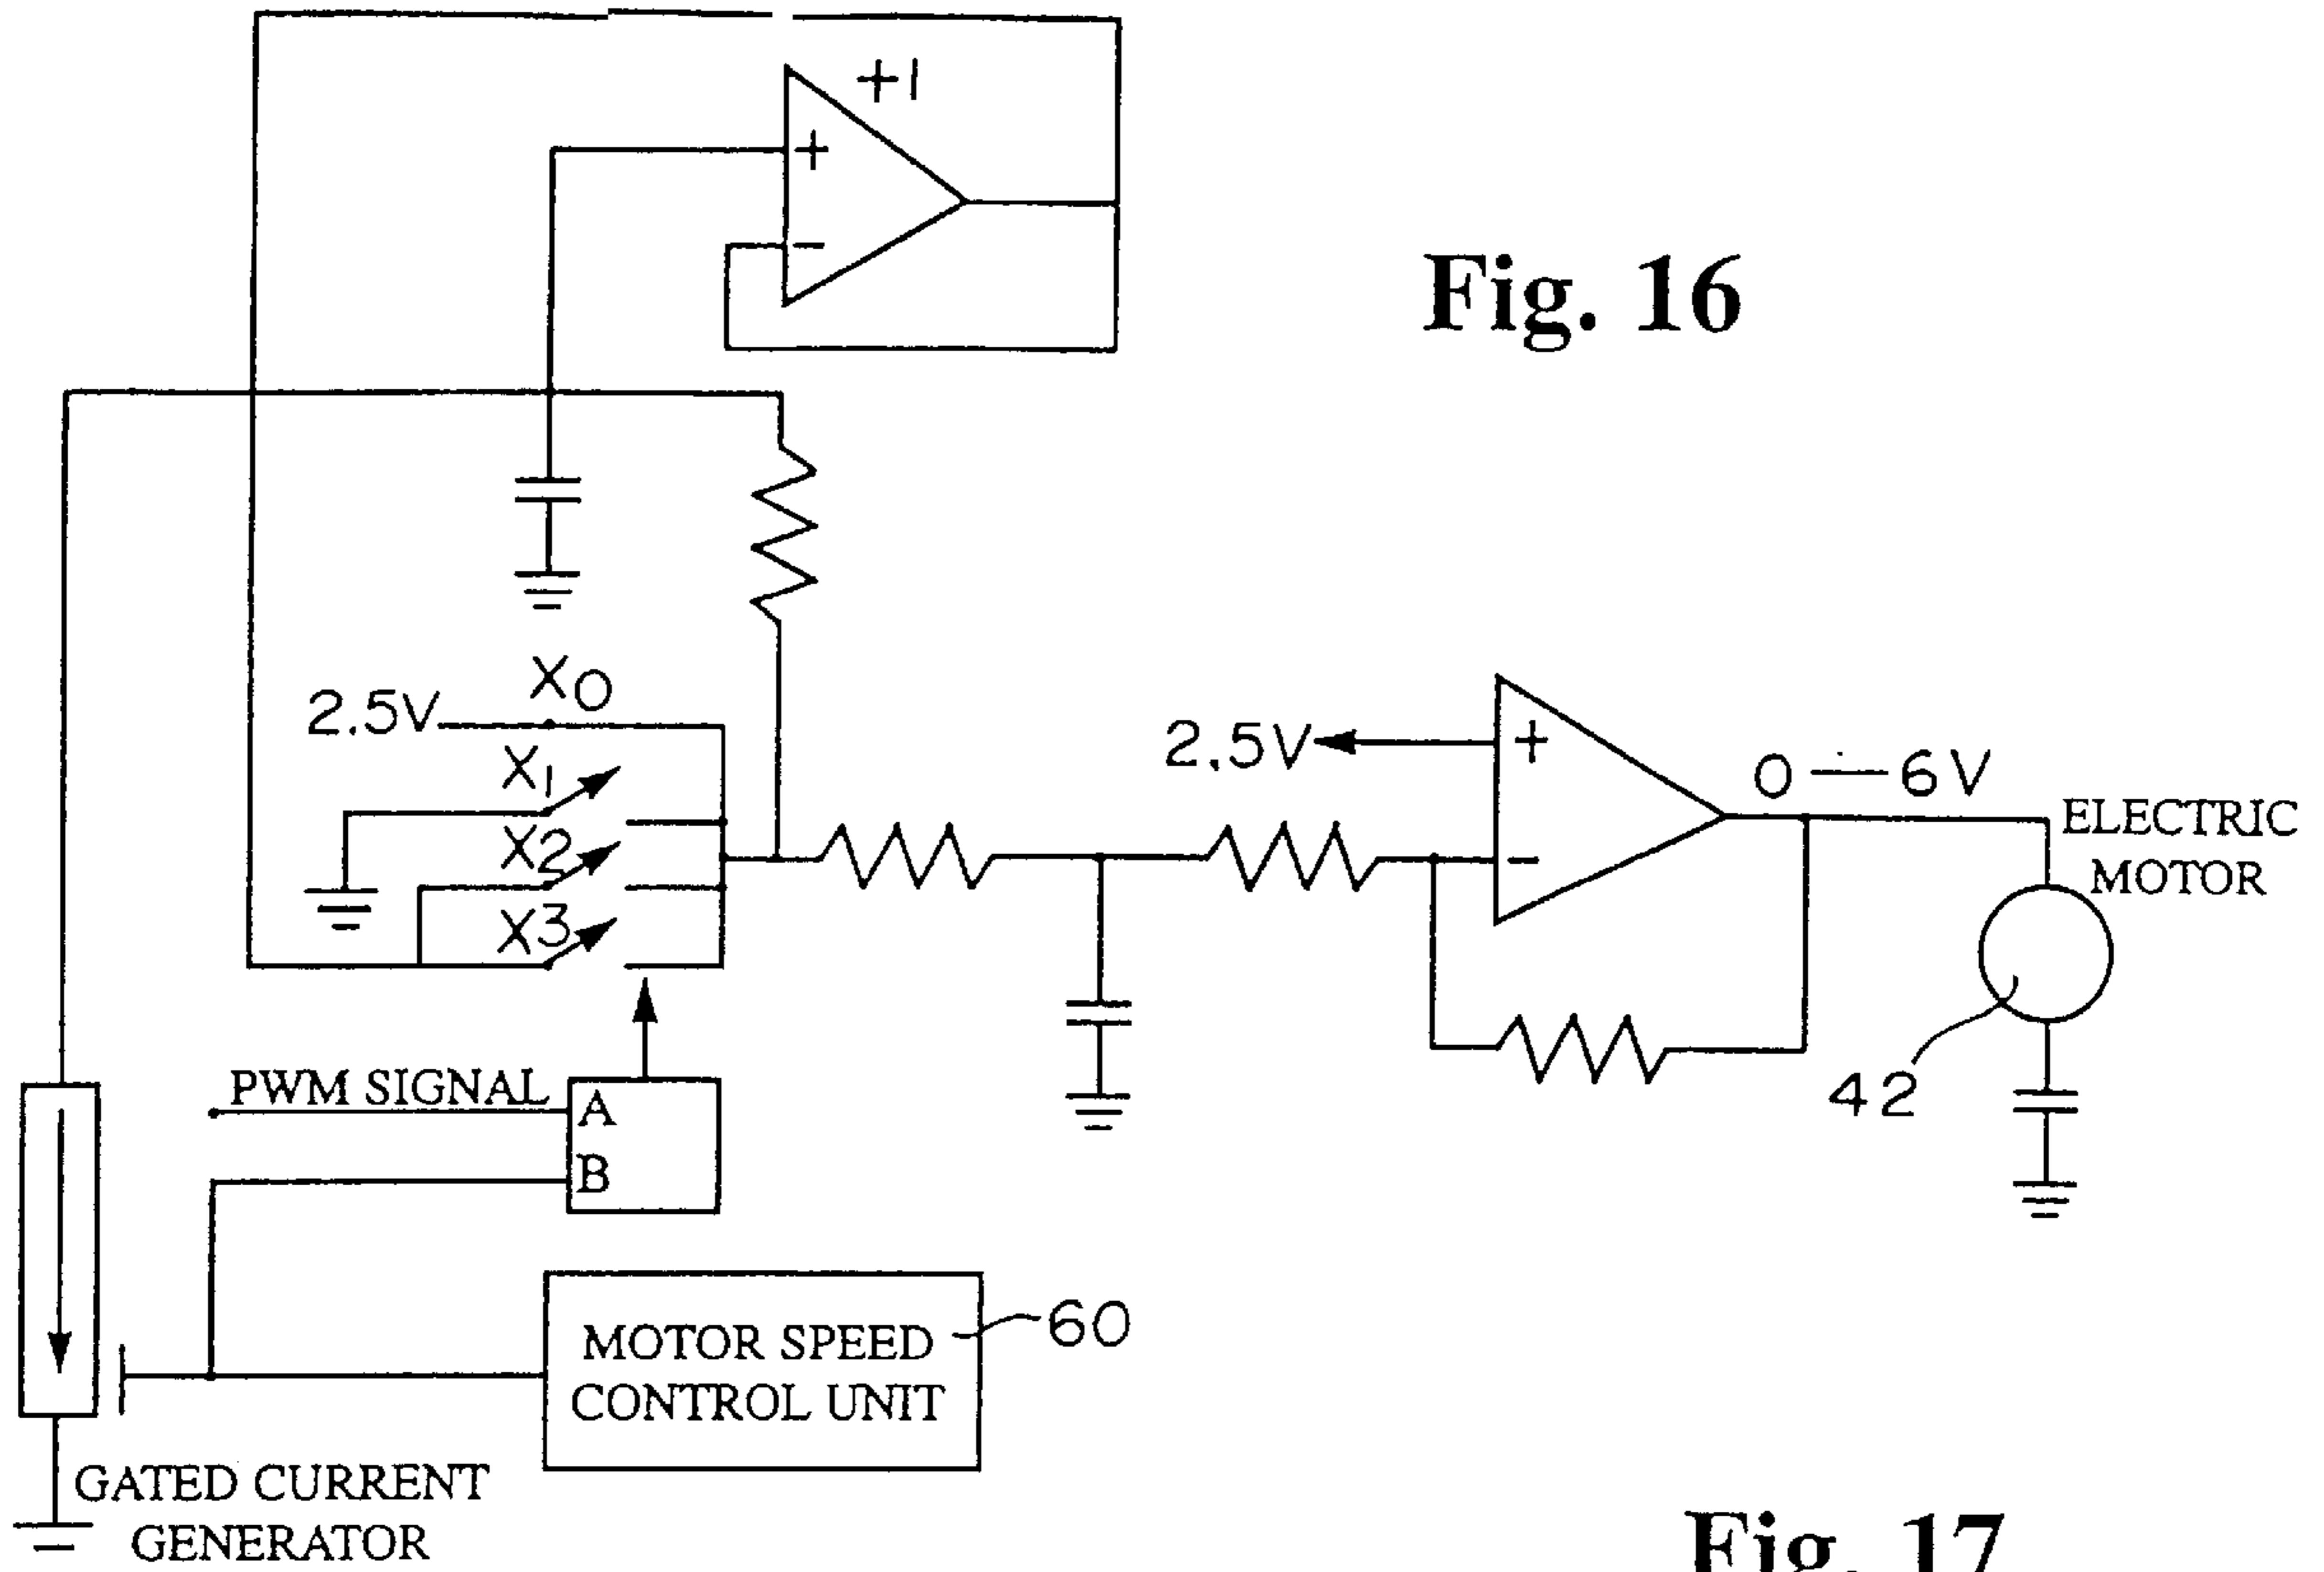 +1
+
−
Fig. 16
X0
2.5V
X1
X2
X3
2.5V
+
−
0 — 6V
ELECTRIC
MOTOR
42
PWM SIGNAL
A
B
MOTOR SPEED
CONTROL UNIT
60
GATED CURRENT
GENERATOR
Fig. 17